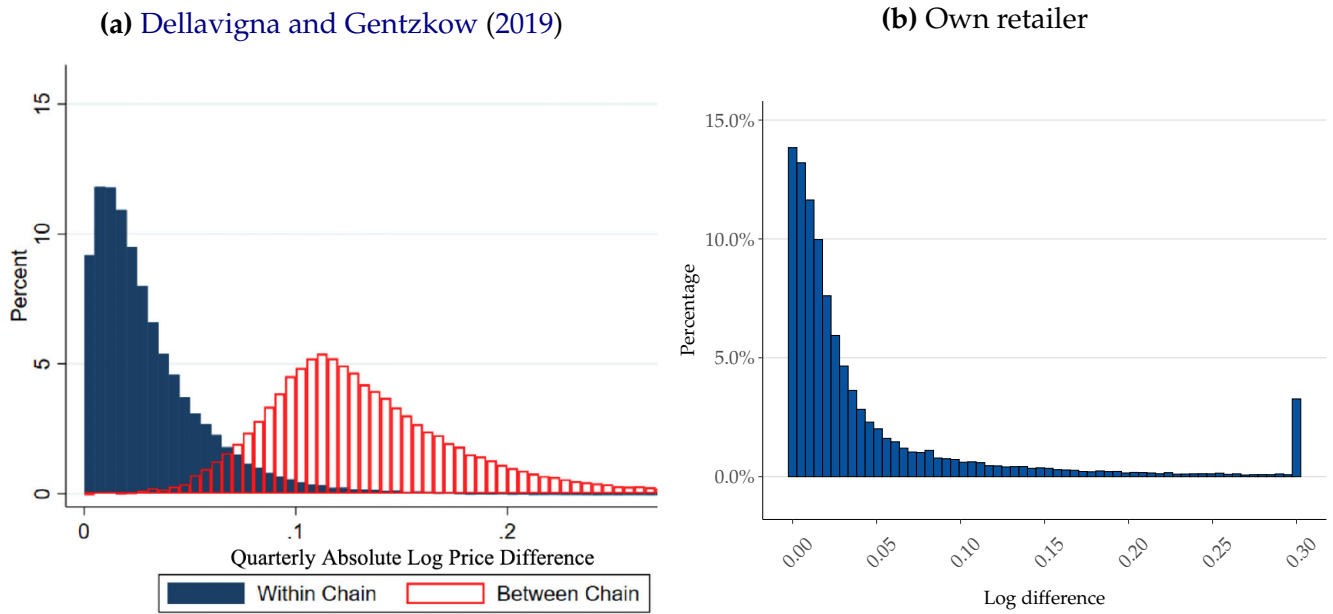 (a) Dellavigna and Gentzkow (2019)
15
10
5
0
Percent
0
.1
.2
Quarterly Absolute Log Price Difference
Within Chain
Between Chain
(b) Own retailer
15.0%
10.0%
5.0%
0.0%
Percentage
0.00
0.05
0.10
0.15
0.20
0.25
0.30
Log difference